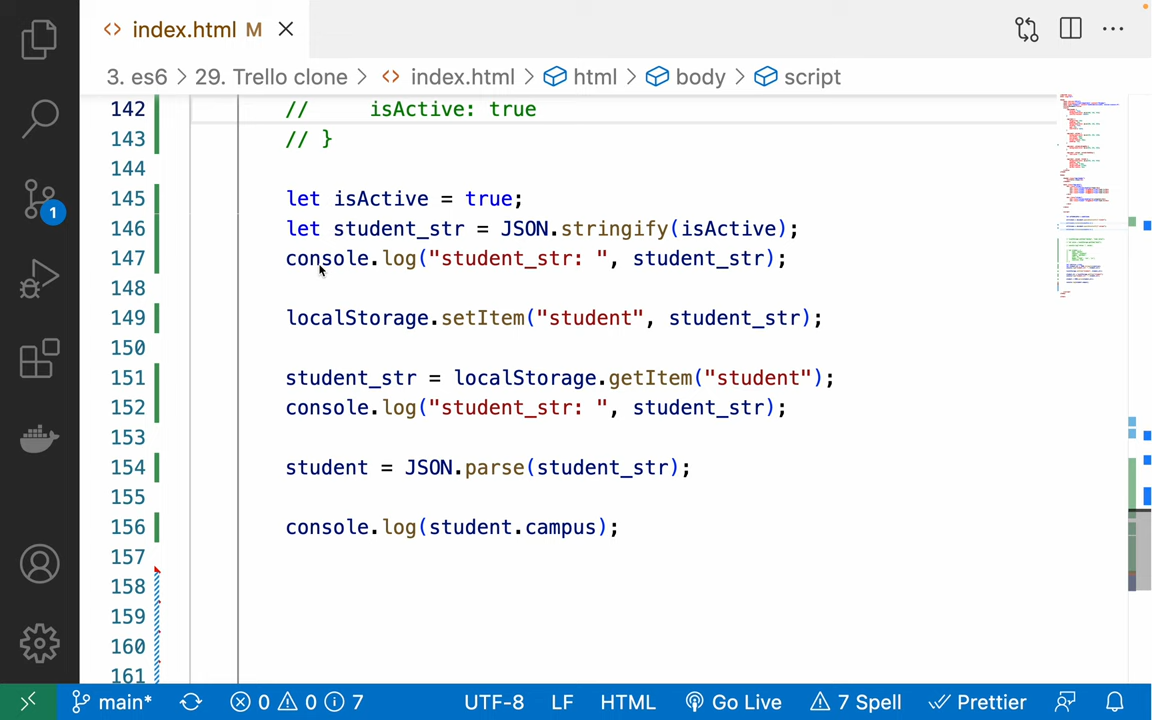 index.html M
3. es6 > 29. Trello clone > index.html > html > body > script
142 // isActive: true
143 // }
144
145 let isActive = true;
146 let student_str = JSON.stringify(isActive);
147 console.log("student_str: ", student_str);
148
149 localStorage.setItem("student", student_str);
150
151 student_str = localStorage.getItem("student");
152 console.log("student_str: ", student_str);
153
154 student = JSON.parse(student_str);
155
156 console.log(student.campus);
157
158
159
160
161
1
main* 0 0 7 UTF-8 LF HTML Go Live 7 Spell Prettier